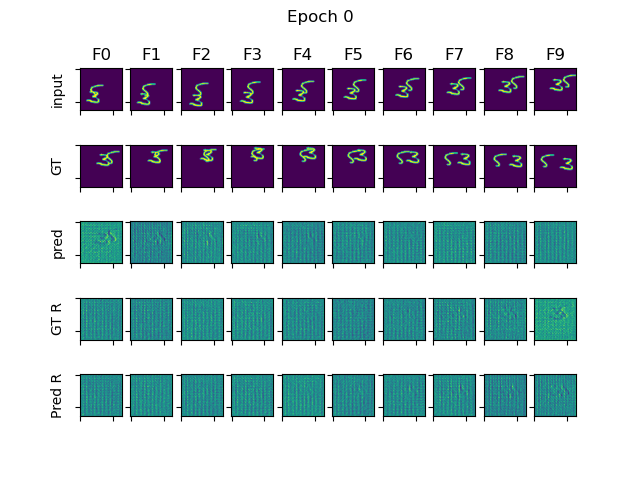 Epoch 0
F0 F1 F2 F3 F4 F5 F6 F7 F8 F9
input
GT
pred
GT R
Pred R